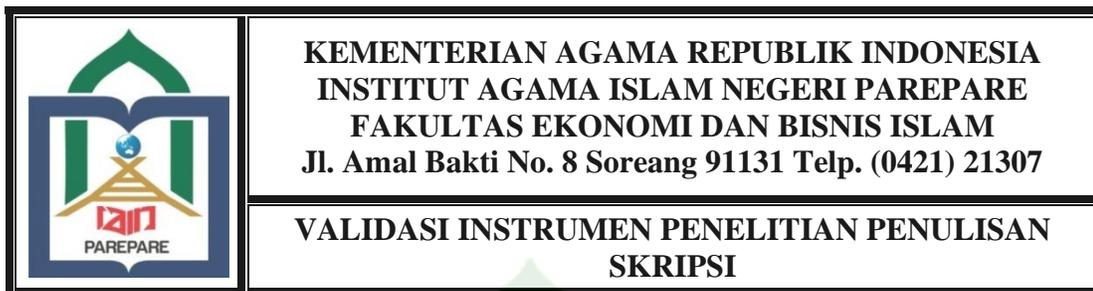 KEMENTERIAN AGAMA REPUBLIK INDONESIA
INSTITUT AGAMA ISLAM NEGERI PAREPARE
FAKULTAS EKONOMI DAN BISNIS ISLAM
Jl. Amal Bakti No. 8 Soreang 91131 Telp. (0421) 21307
VALIDASI INSTRUMEN PENELITIAN PENULISAN
SKRIPSI
iain
PAREPARE